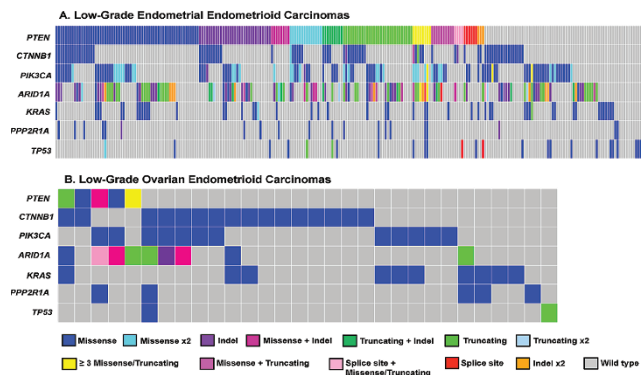 A. Low-Grade Endometrial Endometrioid Carcinomas
PTEN
CTNNB1
PIK3CA
ARID1A
KRAS
PPP2R1A
TP53
B. Low-Grade Ovarian Endometrioid Carcinomas
PTEN
CTNNB1
PIK3CA
ARID1A
KRAS
PPP2R1A
TP53
Missense Missense x2 Indel Missense + Indel Truncating + Indel Truncating Truncating x2
≥ 3 Missense/Truncating Missense + Truncating Splice site + Missense/Truncating Splice site Indel x2 Wild type